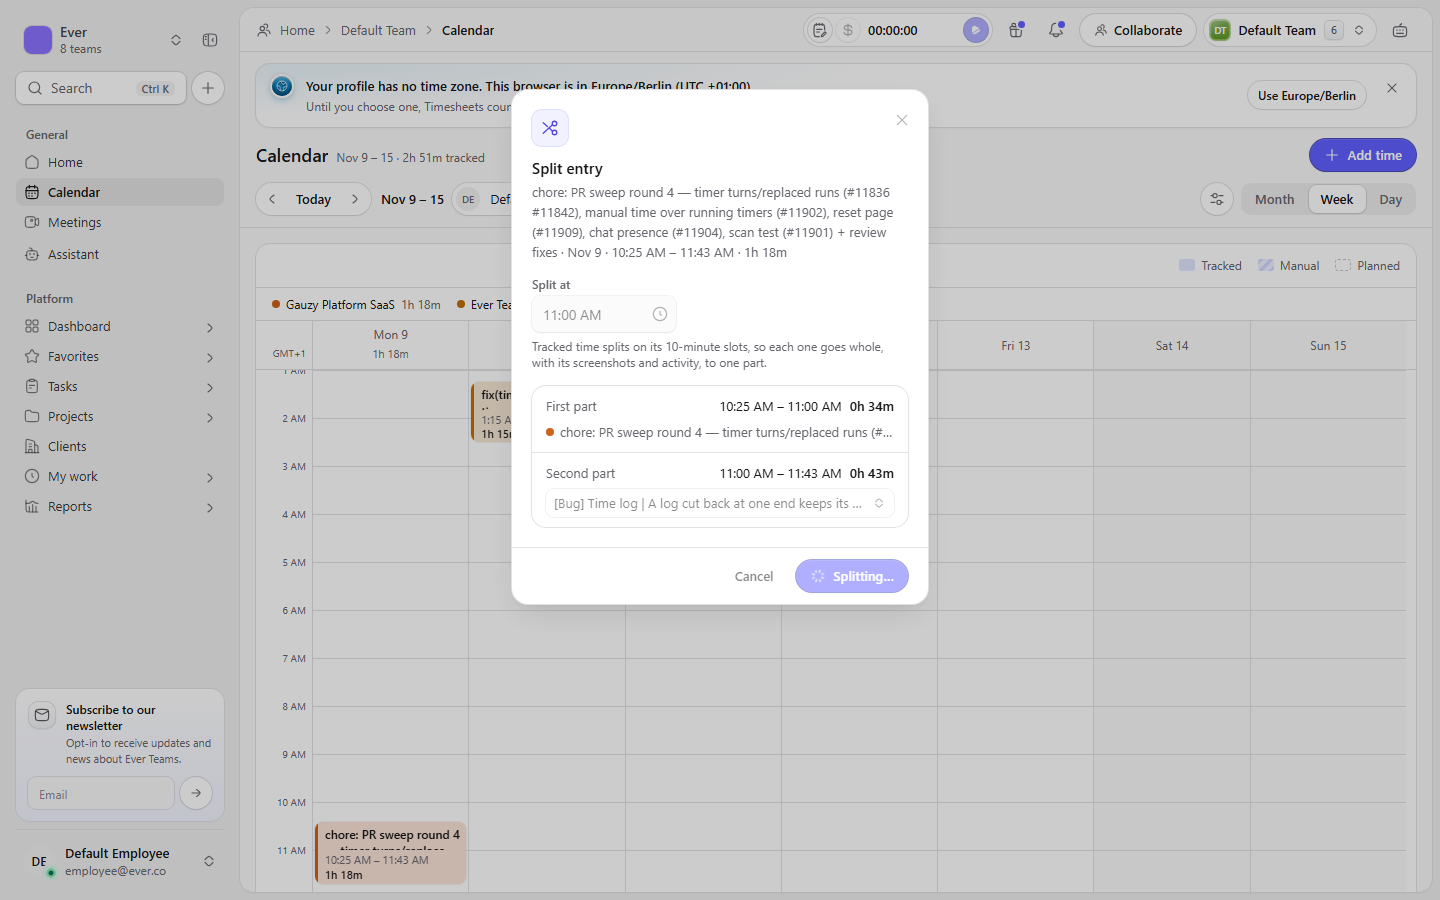 Ever
8 teams
Search
Ctrl K
General
Home
Calendar
Meetings
Assistant
Platform
Dashboard
Favorites
Tasks
Projects
Clients
My work
Reports
Subscribe to our
newsletter
Opt-in to receive updates and
news about Ever Teams.
Email
DE
Default Employee
employee@ever.co
Home
Default Team
Calendar
00:00:00
Collaborate
DT
Default Team
6
Your profile has no time zone. This browser is in Europe/Berlin (UTC +01:00)
Until you choose one, Timesheets
Use Europe/Berlin
Calendar
Nov 9 – 15 · 2h 51m tracked
Add time
Today
Nov 9 – 15
DE
Month
Week
Day
Tracked
Manual
Planned
Gauzy Platform SaaS 1h 18m
Ever
GMT+1
Mon 9
1h 18m
Fri 13
Sat 14
Sun 15
1 AM
2 AM
3 AM
4 AM
5 AM
6 AM
7 AM
8 AM
9 AM
10 AM
11 AM
1:15
1h
chore: PR sweep round 4
10:25 AM – 11:43 AM
1h 18m
Split entry
chore: PR sweep round 4 — timer turns/replaced runs (#11836
#11842), manual time over running timers (#11902), reset page
(#11909), chat presence (#11904), scan test (#11901) + review
fixes · Nov 9 · 10:25 AM – 11:43 AM · 1h 18m
Split at
11:00 AM
Tracked time splits on its 10-minute slots, so each one goes whole,
with its screenshots and activity, to one part.
First part
10:25 AM – 11:00 AM 0h 34m
chore: PR sweep round 4 — timer turns/replaced runs (#...
Second part
11:00 AM – 11:43 AM 0h 43m
[Bug] Time log | A log cut back at one end keeps its ...
Cancel
Splitting...